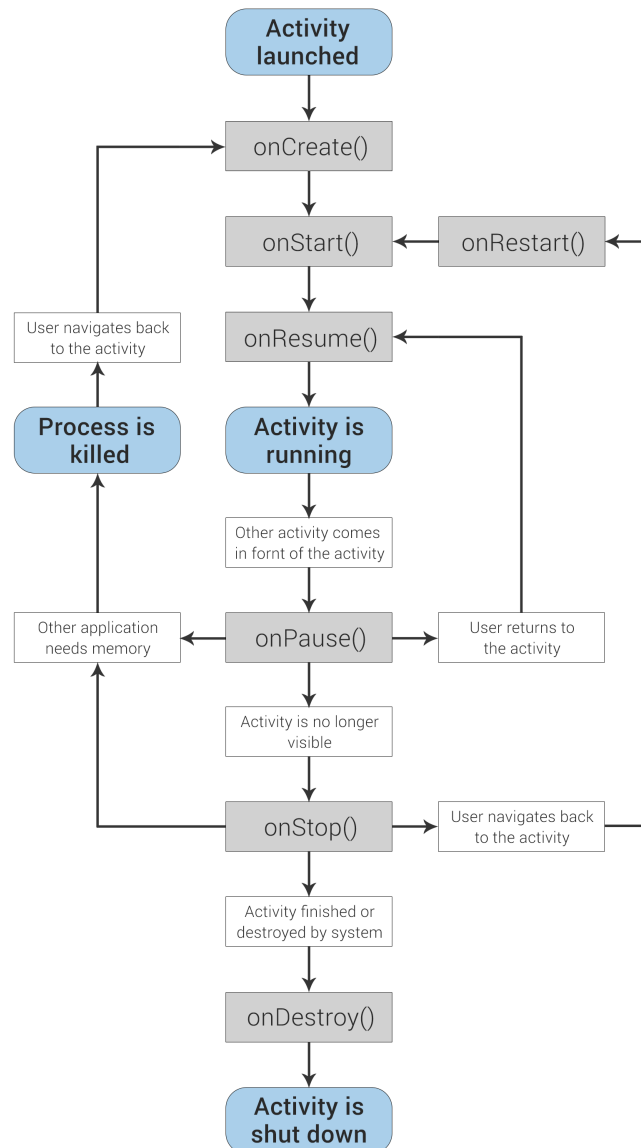 Activity
launched
onCreate()
onStart()
onRestart()
User navigates back
to the activity
onResume()
Process is
killed
Activity is
running
Other activity comes
in fornt of the activity
Other application
needs memory
onPause()
User returns to
the activity
Activity is no longer
visible
onStop()
User navigates back
to the activity
Activity finished or
destroyed by system
onDestroy()
Activity is
shut down